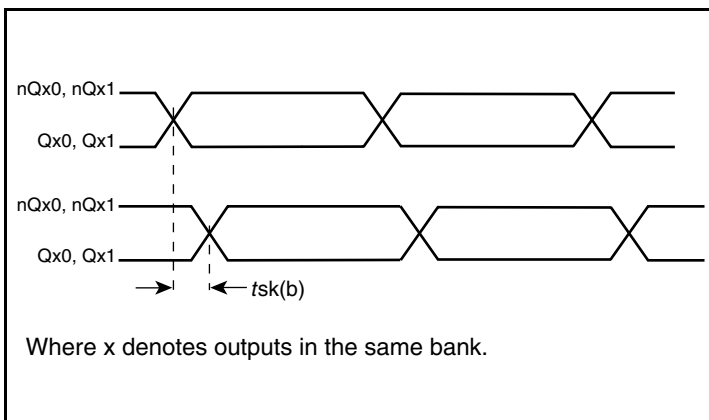 nQx0, nQx1
Qx0, Qx1
nQx0, nQx1
Qx0, Qx1
tsk(b)
Where x denotes outputs in the same bank.